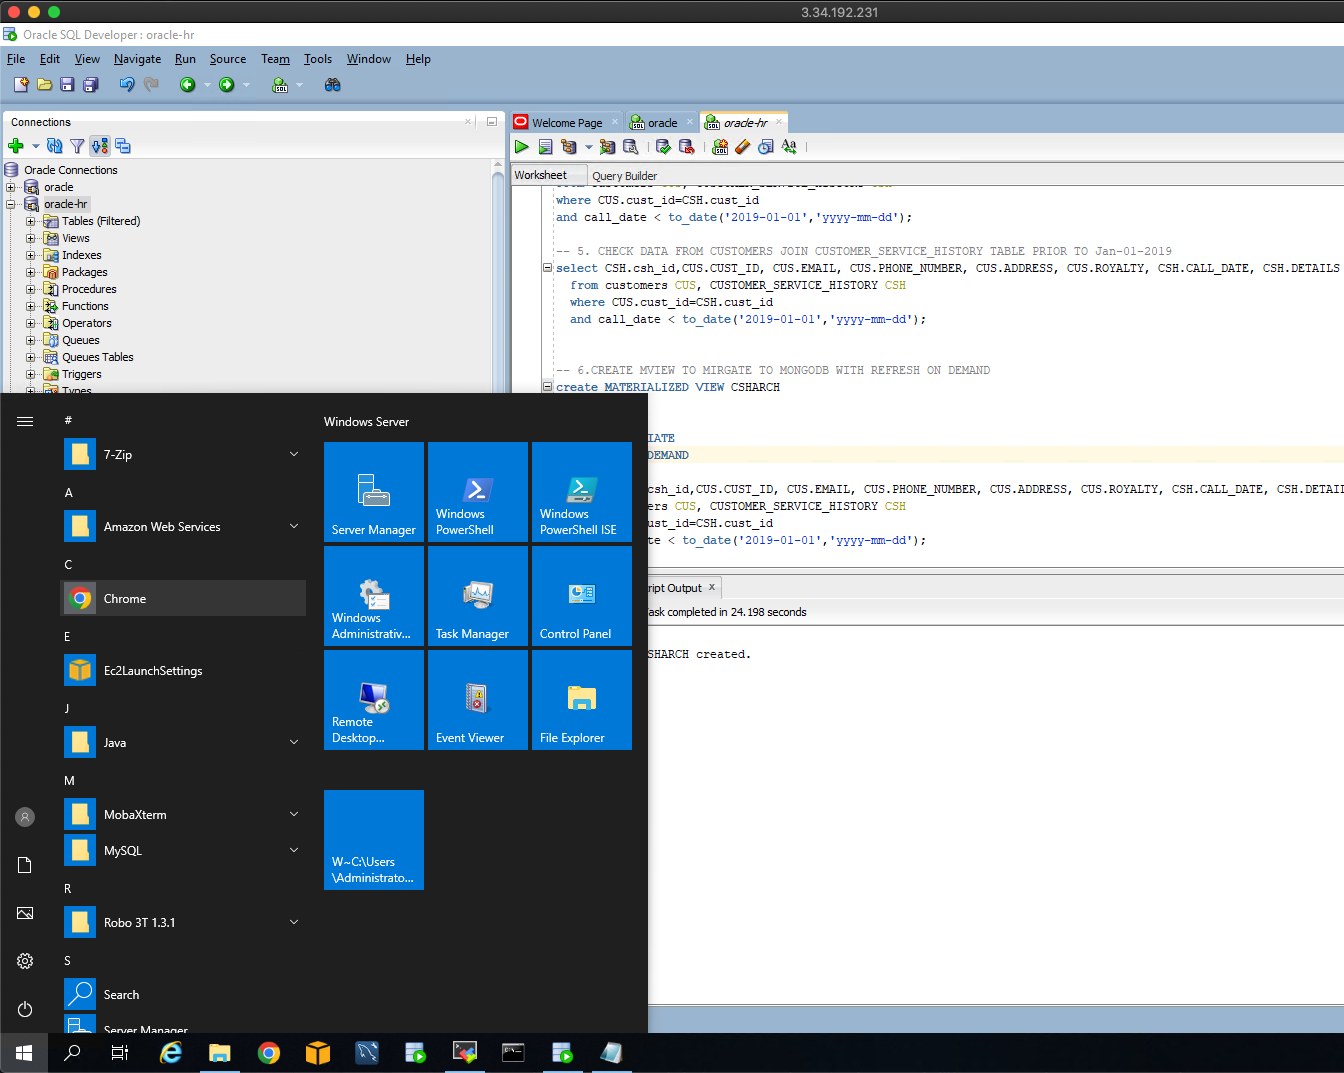 3.34.192.231
Oracle SQL Developer : oracle-hr
File Edit View Navigate Run Source Team Tools Window Help
Connections
Oracle Connections
oracle
oracle-hr
Tables (Filtered)
Views
Indexes
Packages
Procedures
Functions
Operators
Queues
Queues Tables
Triggers
Types
Welcome Page oracle oracle-hr
Worksheet Query Builder
where CUS.cust_id=CSH.cust_id
and call_date < to_date('2019-01-01','yyyy-mm-dd');
-- 5. CHECK DATA FROM CUSTOMERS JOIN CUSTOMER_SERVICE_HISTORY TABLE PRIOR TO Jan-01-2019
select CSH.csh_id,CUS.CUST_ID, CUS.EMAIL, CUS.PHONE_NUMBER, CUS.ADDRESS, CUS.ROYALTY, CSH.CALL_DATE, CSH.DETAILS
from customers CUS, CUSTOMER_SERVICE_HISTORY CSH
where CUS.cust_id=CSH.cust_id
and call_date < to_date('2019-01-01','yyyy-mm-dd');
-- 6.CREATE MVIEW TO MIRGATE TO MONGODB WITH REFRESH ON DEMAND
create MATERIALIZED VIEW CSHARCH
IATE
DEMAND
csh_id,CUS.CUST_ID, CUS.EMAIL, CUS.PHONE_NUMBER, CUS.ADDRESS, CUS.ROYALTY, CSH.CALL_DATE, CSH.DETAIL
ers CUS, CUSTOMER_SERVICE_HISTORY CSH
ust_id=CSH.cust_id
te < to_date('2019-01-01','yyyy-mm-dd');
ript Output x
ask completed in 24.198 seconds
SHARCH created.
#
7-Zip
A
Amazon Web Services
C
Chrome
E
Ec2LaunchSettings
J
Java
M
MobaXterm
MySQL
R
Robo 3T 1.3.1
S
Search
Server Manager
Windows Server
Server Manager
Windows
PowerShell
Windows
PowerShell ISE
Windows
Administrativ...
Task Manager
Control Panel
Remote
Desktop...
Event Viewer
File Explorer
W~C:\Users
\Administrato...